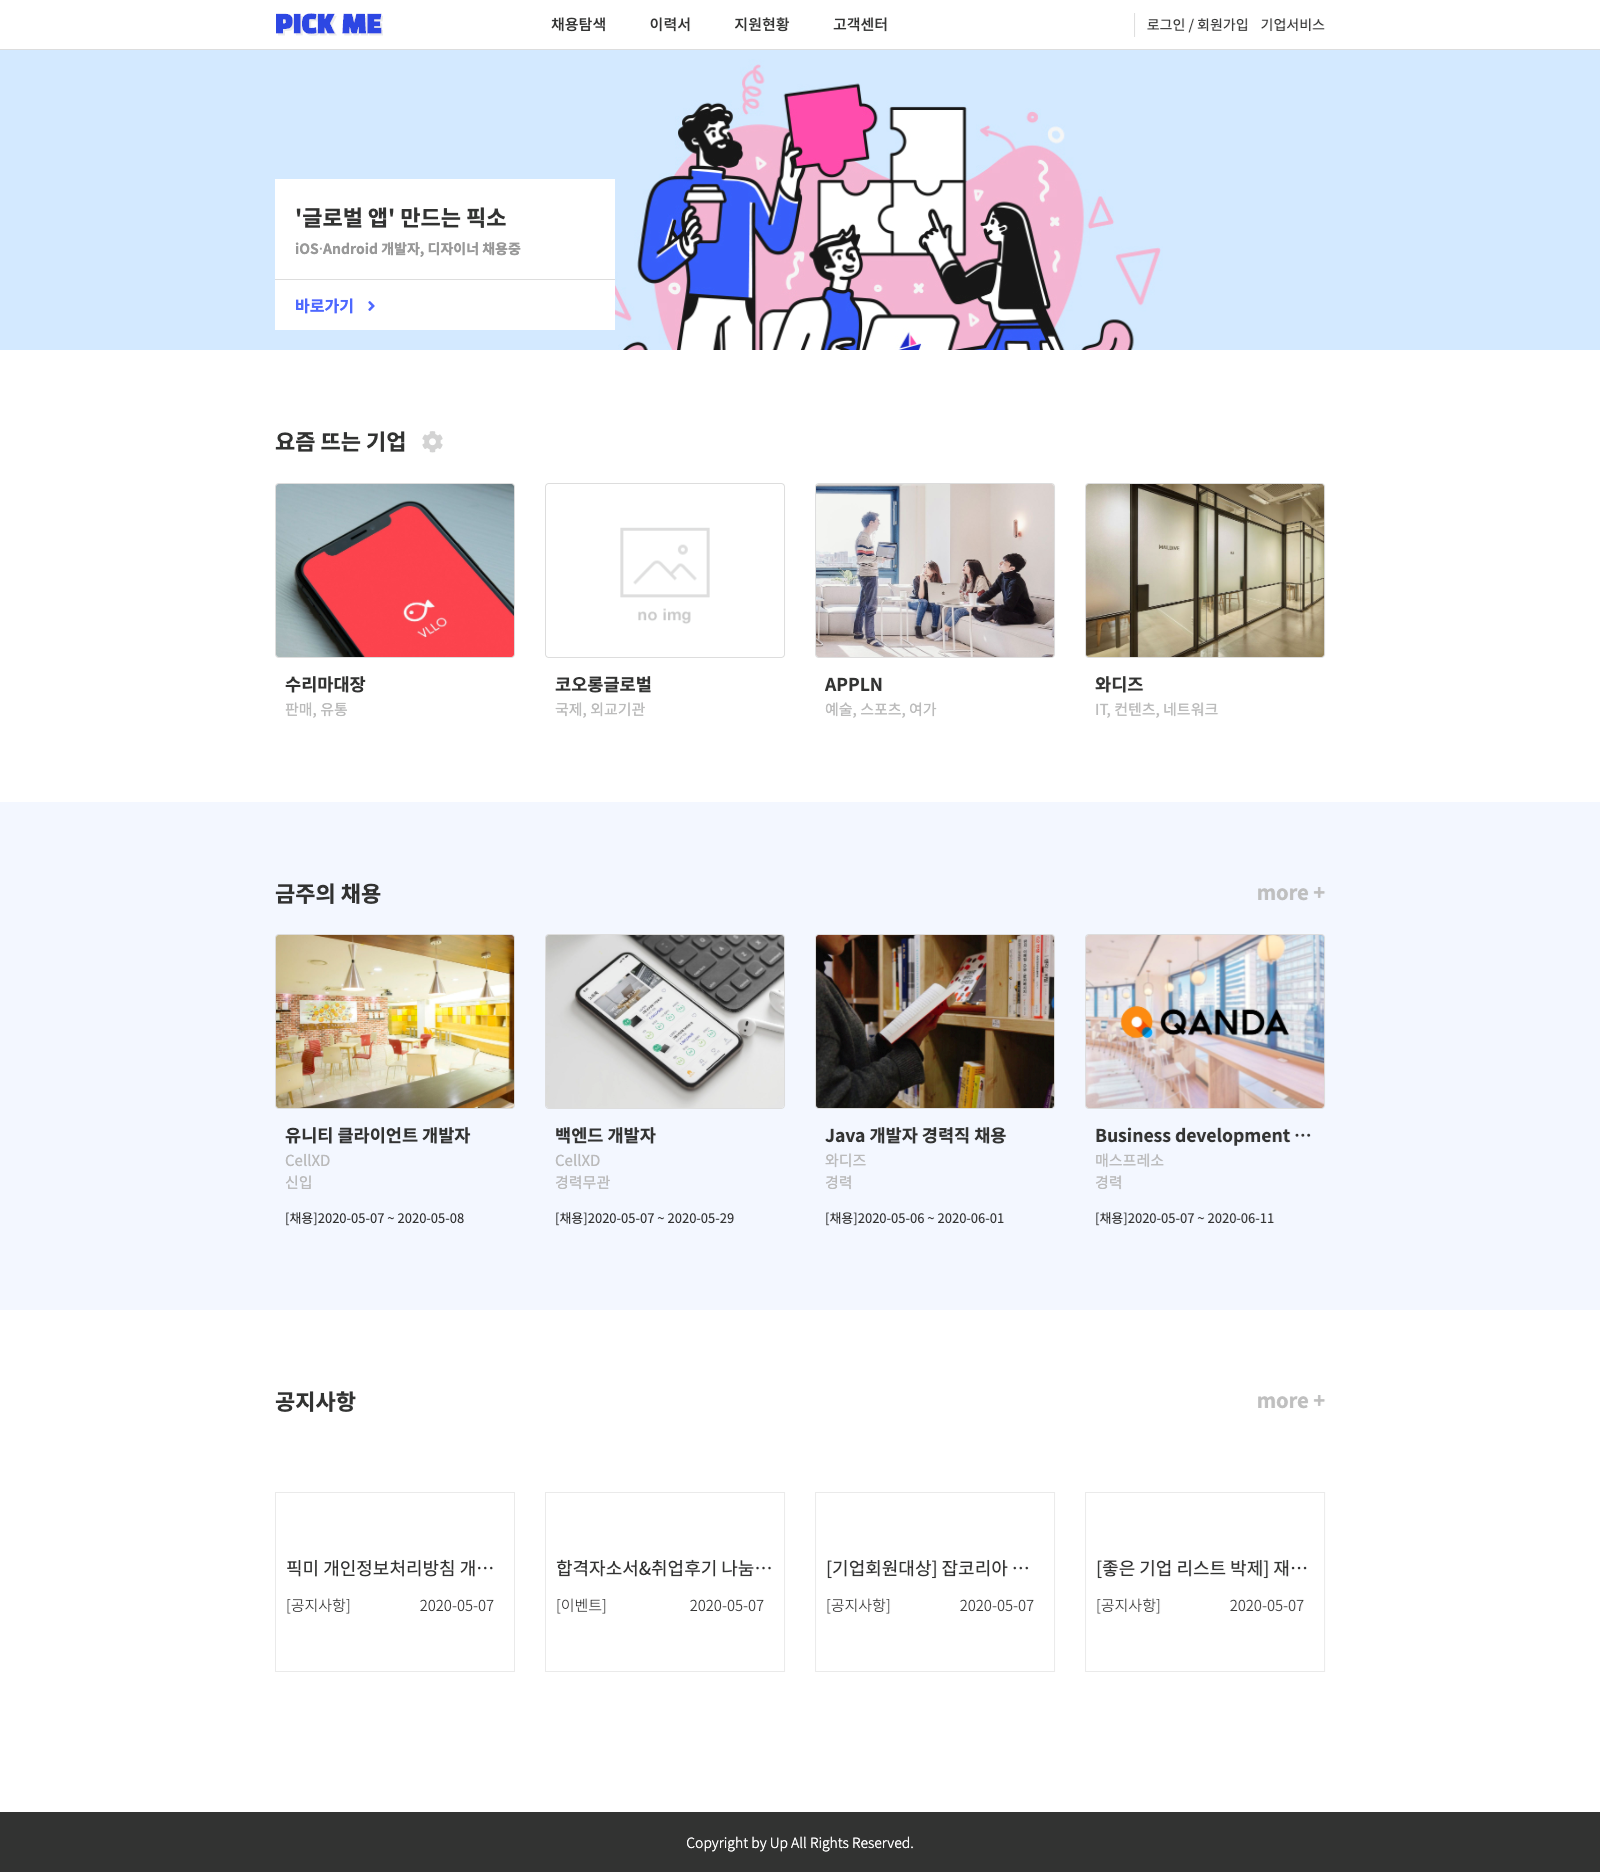 PICK ME
채용탐색
이력서
지원현황
고객센터
로그인 / 회원가입
기업서비스
'글로벌 앱' 만드는 픽소
iOS·Android 개발자, 디자이너 채용중
바로가기
요즘 뜨는 기업
VLLO
no img
수리마대장
판매, 유통
코오롱글로벌
국제, 외교기관
APPLN
예술, 스포츠, 여가
와디즈
IT, 컨텐츠, 네트워크
금주의 채용
more +
QANDA
유니티 클라이언트 개발자
CellXD
신입
[채용]2020-05-07 ~ 2020-05-08
백엔드 개발자
CellXD
경력무관
[채용]2020-05-07 ~ 2020-05-29
Java 개발자 경력직 채용
와디즈
경력
[채용]2020-05-06 ~ 2020-06-01
Business development ···
매스프레소
경력
[채용]2020-05-07 ~ 2020-06-11
공지사항
more +
픽미 개인정보처리방침 개···
[공지사항] 2020-05-07
합격자소서&취업후기 나눔···
[이벤트] 2020-05-07
[기업회원대상] 잡코리아 ···
[공지사항] 2020-05-07
[좋은 기업 리스트 박제] 재···
[공지사항] 2020-05-07
Copyright by Up All Rights Reserved.